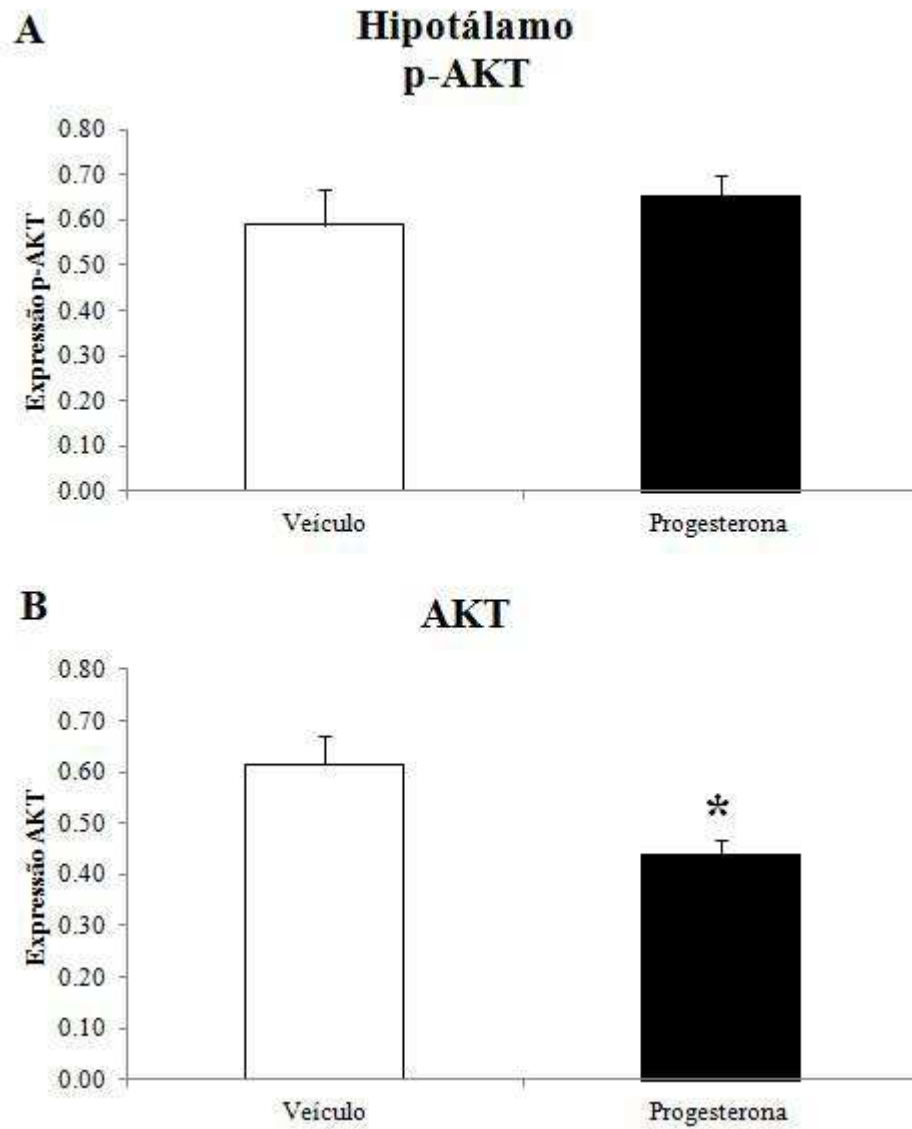 A
Hipotálamo
p-AKT
Expressão p-AKT
0.80
0.70
0.60
0.50
0.40
0.30
0.20
0.10
0.00
Veículo
Progesterona
B
AKT
Expressão AKT
0.80
0.70
0.60
0.50
*
0.40
0.30
0.20
0.10
0.00
Veículo
Progesterona